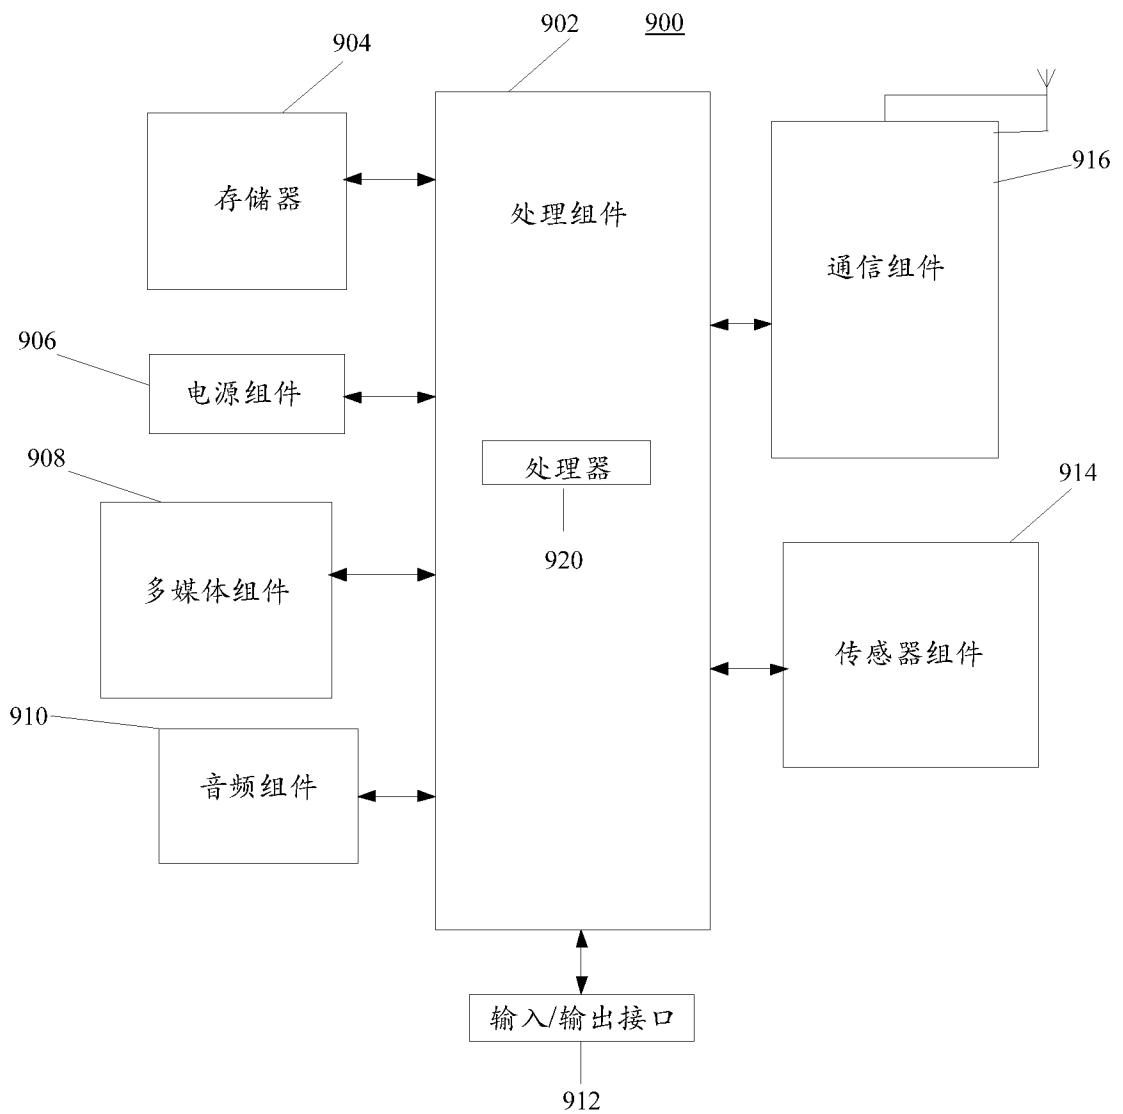 902
900
904
存储器
处理组件
916
通信组件
906
电源组件
908
处理器
914
920
多媒体组件
传感器组件
910
音频组件
输入/输出接口
912